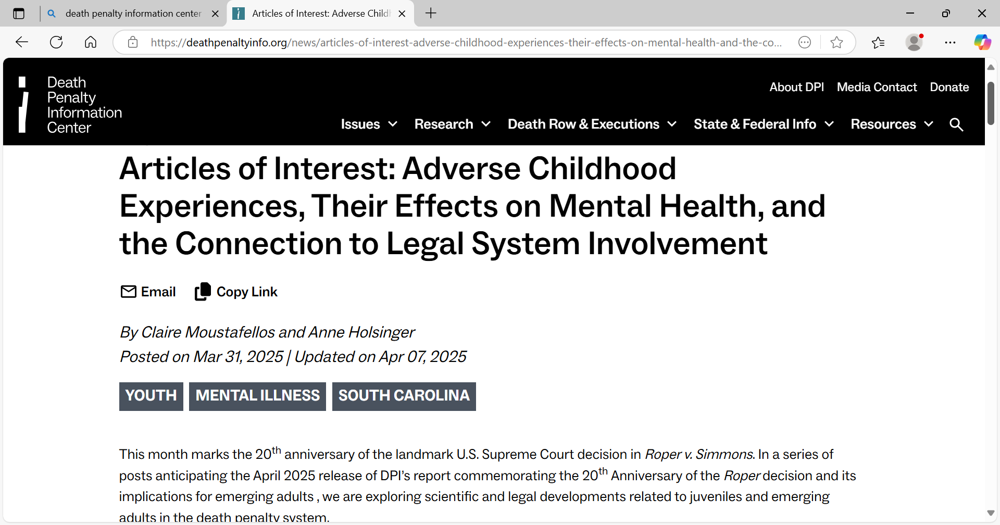 death penalty information center
Articles of Interest: Adverse Child
https://deathpenaltyinfo.org/news/articles-of-interest-adverse-childhood-experiences-their-effects-on-mental-health-and-the-co...
Death
Penalty
Information
Center
About DPI Media Contact Donate
Issues Research Death Row & Executions State & Federal Info Resources
Articles of Interest: Adverse Childhood
Experiences, Their Effects on Mental Health, and
the Connection to Legal System Involvement
Email Copy Link
By Claire Moustafellos and Anne Holsinger
Posted on Mar 31, 2025 | Updated on Apr 07, 2025
YOUTH MENTAL ILLNESS SOUTH CAROLINA
This month marks the 20th anniversary of the landmark U.S. Supreme Court decision in Roper v. Simmons. In a series of
posts anticipating the April 2025 release of DPI’s report commemorating the 20th Anniversary of the Roper decision and its
implications for emerging adults , we are exploring scientific and legal developments related to juveniles and emerging
adults in the death penalty system.